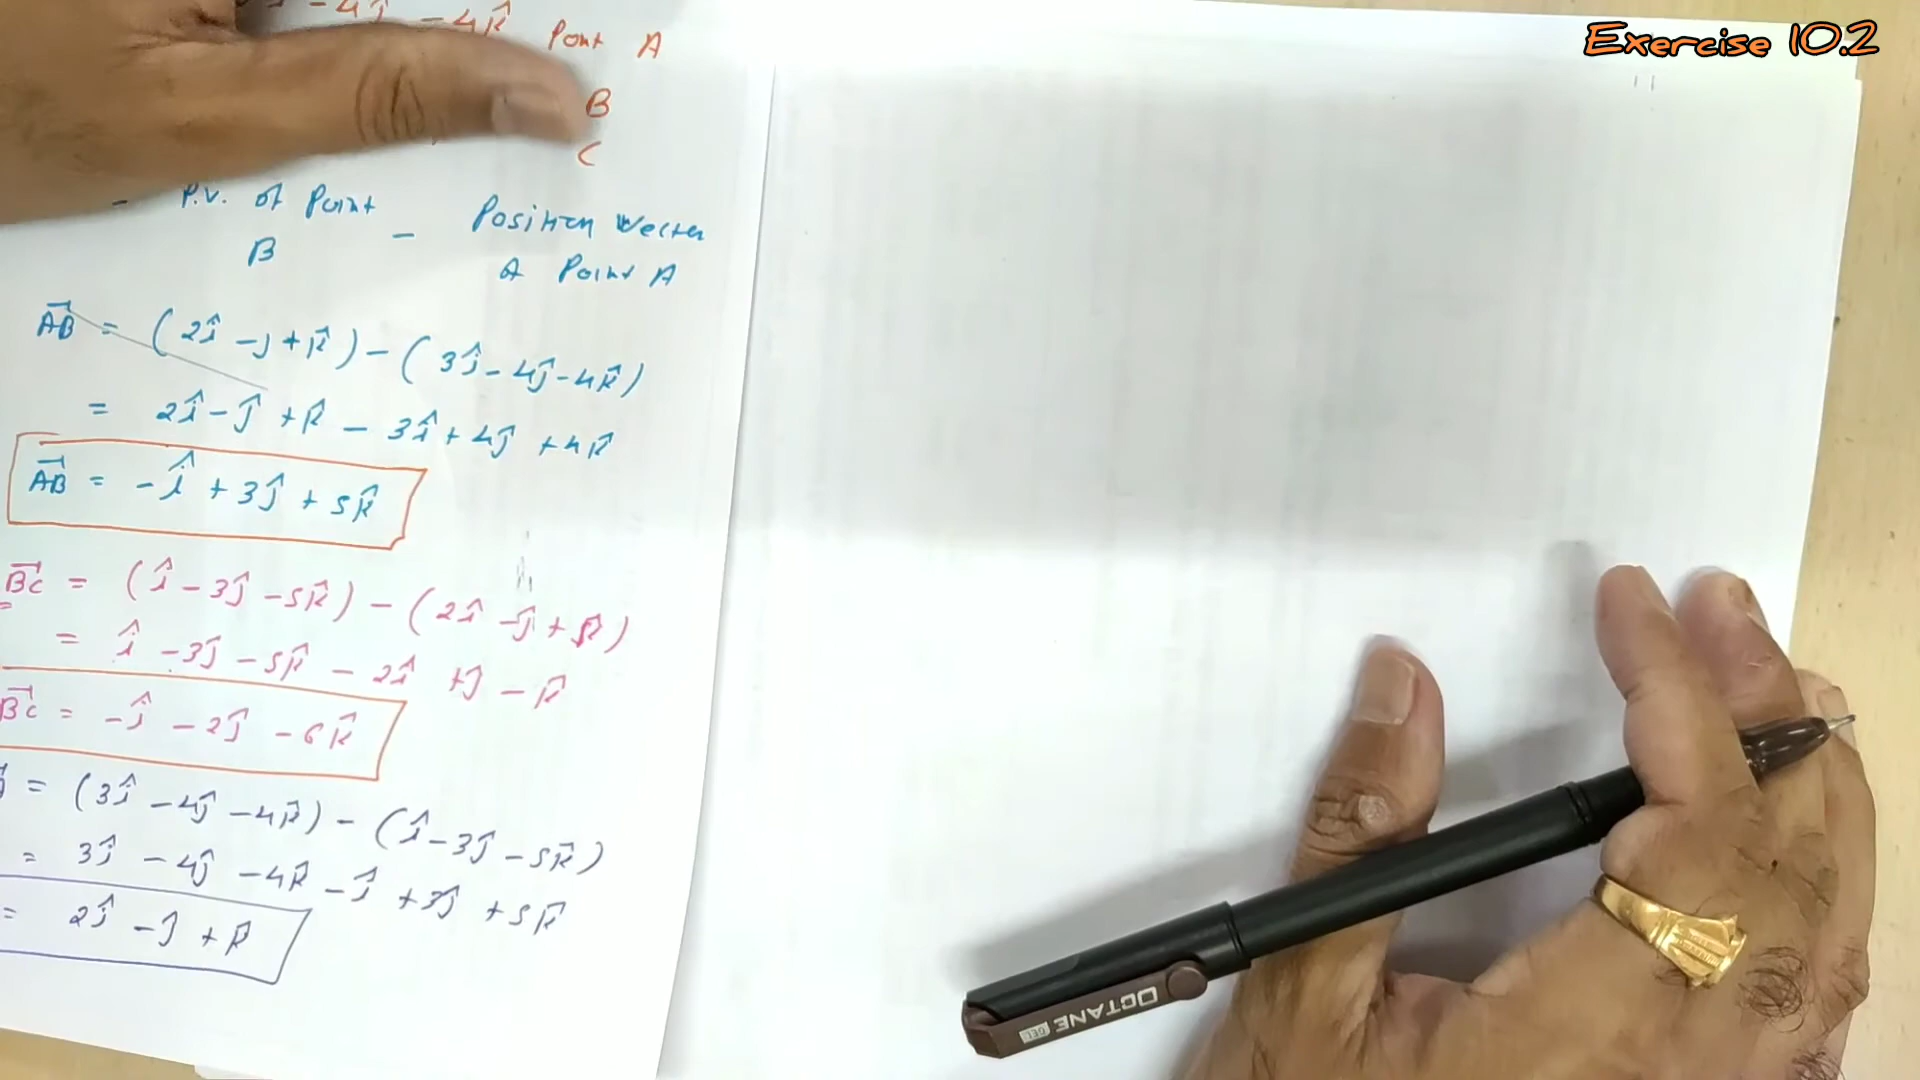 Exercise 10.2
- 4ĵ - 4k̂ Point A
B
C
- P.V. of Point B - Position Vector of Point A
AB⃗ = (2î - j + k̂) - (3î - 4ĵ - 4k̂)
= 2î - ĵ + k̂ - 3î + 4ĵ + 4k̂
AB⃗ = -î + 3ĵ + 5k̂
BC⃗ = (î - 3ĵ - 5k̂) - (2î - ĵ + k̂)
= î - 3ĵ - 5k̂ - 2î + ĵ - k̂
BC⃗ = -î - 2ĵ - 6k̂
= (3î - 4ĵ - 4k̂) - (î - 3ĵ - 5k̂)
= 3î - 4ĵ - 4k̂ - î + 3ĵ + 5k̂
= 2î - ĵ + k̂
OCTANE